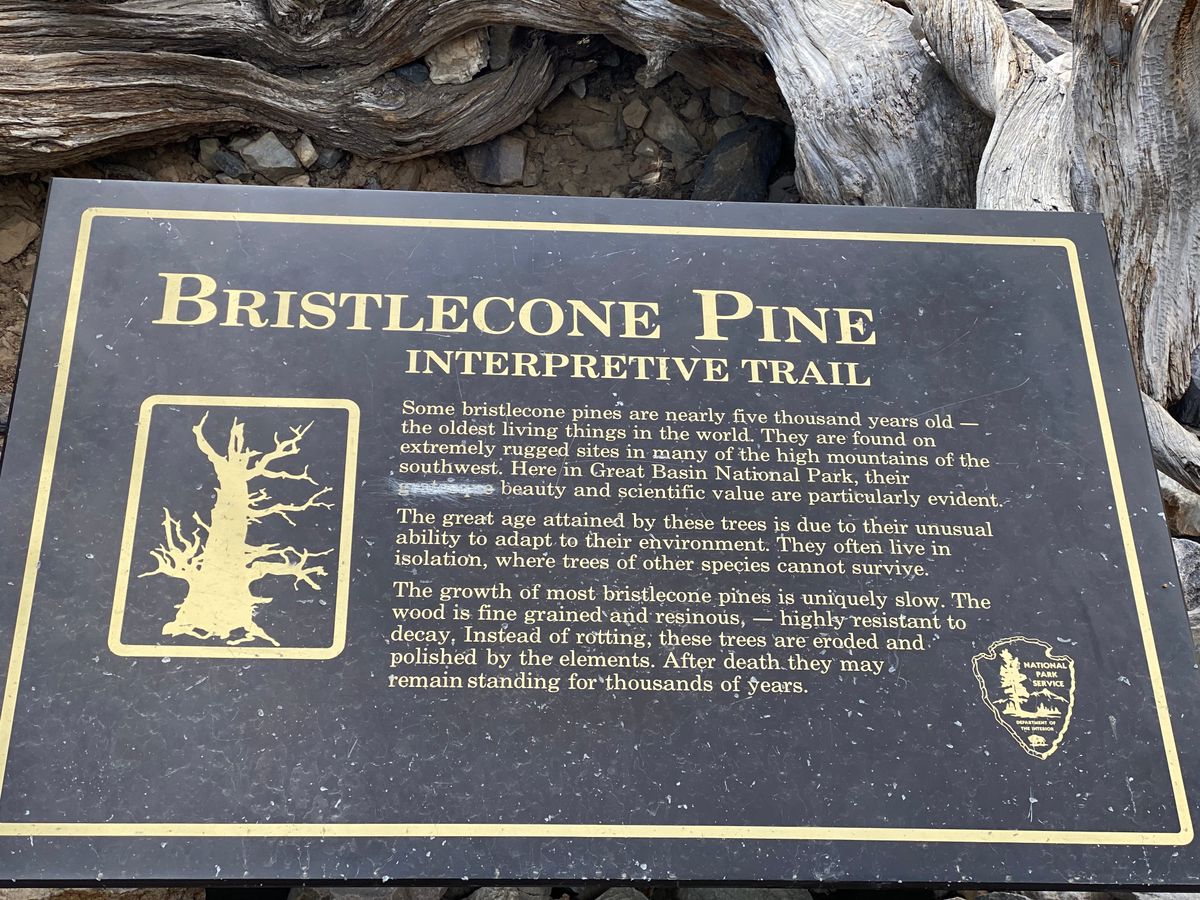 BRISTLECONE PINE
INTERPRETIVE TRAIL
Some bristlecone pines are nearly five thousand years old —
the oldest living things in the world. They are found on
extremely rugged sites in many of the high mountains of the
southwest. Here in Great Basin National Park, their
beauty and scientific value are particularly evident.
The great age attained by these trees is due to their unusual
ability to adapt to their environment. They often live in
isolation, where trees of other species cannot survive.
The growth of most bristlecone pines is uniquely slow. The
wood is fine grained and resinous, — highly resistant to
decay. Instead of rotting, these trees are eroded and
polished by the elements. After death they may
remain standing for thousands of years.
NATIONAL
PARK
SERVICE
DEPARTMENT OF
THE INTERIOR